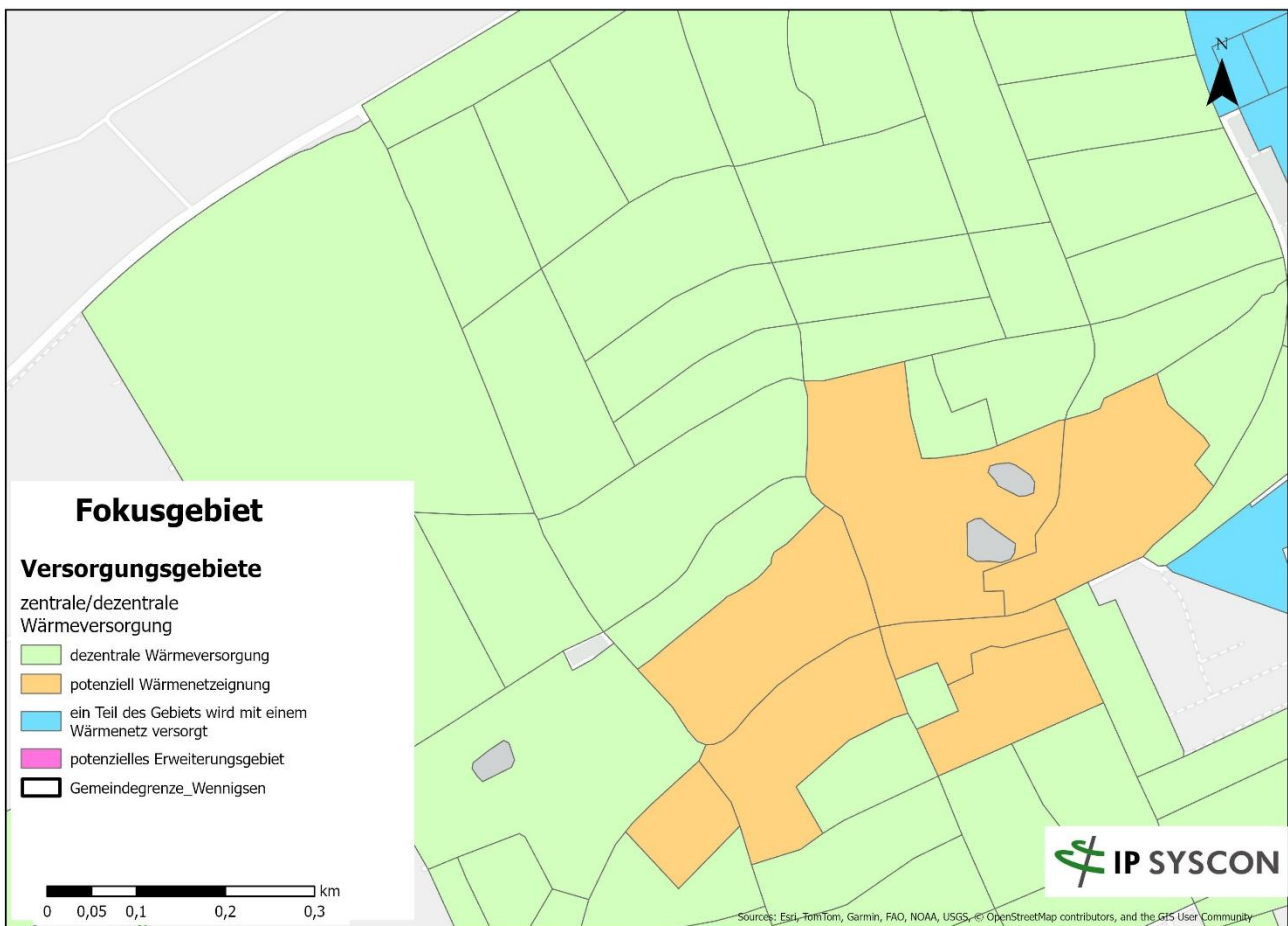 N
Fokusgebiet
Versorgungsgebiete
zentrale/dezentrale
Wärmeversorgung
dezentrale Wärmeversorgung
potenziell Wärmenetzeignung
ein Teil des Gebiets wird mit einem
Wärmenetz versorgt
potenzielles Erweiterungsgebiet
Gemeindegrenze_Wennigsen
km
0 0,05 0,1 0,2 0,3
IP SYSCON
Sources: Esri, TomTom, Garmin, FAO, NOAA, USGS, © OpenStreetMap contributors, and the GIS User Community